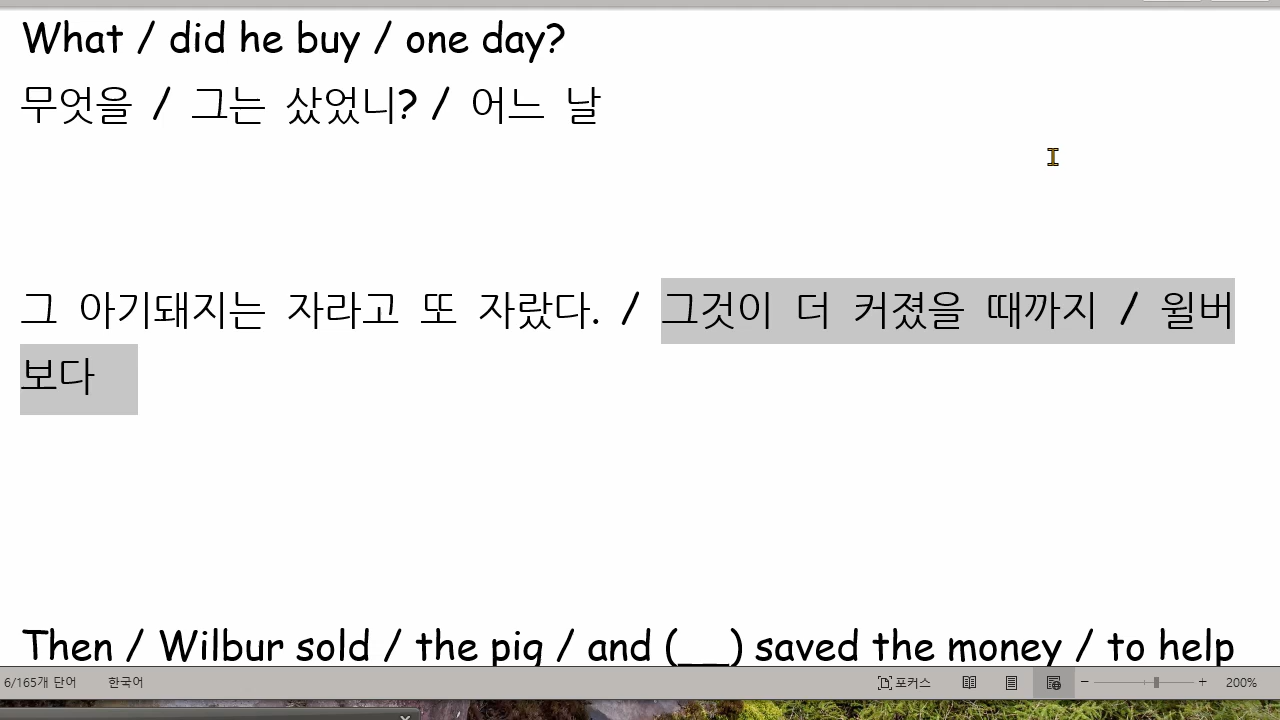 What / did he buy / one day?
무엇을 / 그는 샀었니? / 어느 날
그 아기돼지는 자라고 또 자랐다. / 그것이 더 커졌을 때까지 / 윌버
보다
Then / Wilbur sold / the pig / and (__) saved the money / to help
6/165개 단어 한국어 포커스 200%